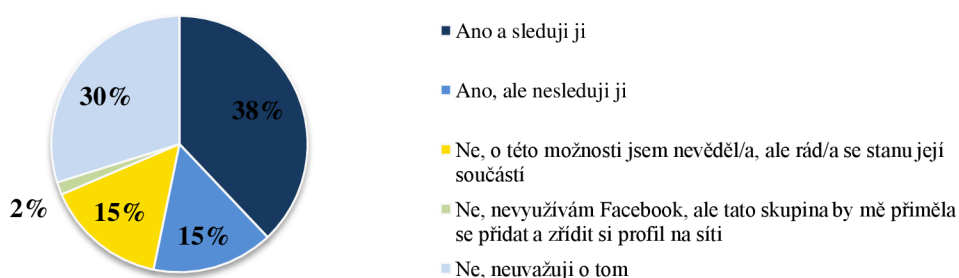 30%
38%
2%
15%
15%
Ano a sleduji ji
Ano, ale nesleduji ji
Ne, o této možnosti jsem nevěděl/a, ale rád/a se stanu její
součástí
Ne, nevyužívám Facebook, ale tato skupina by mě přiměla
se přidat a zřídit si profil na síti
Ne, neuvažuji o tom